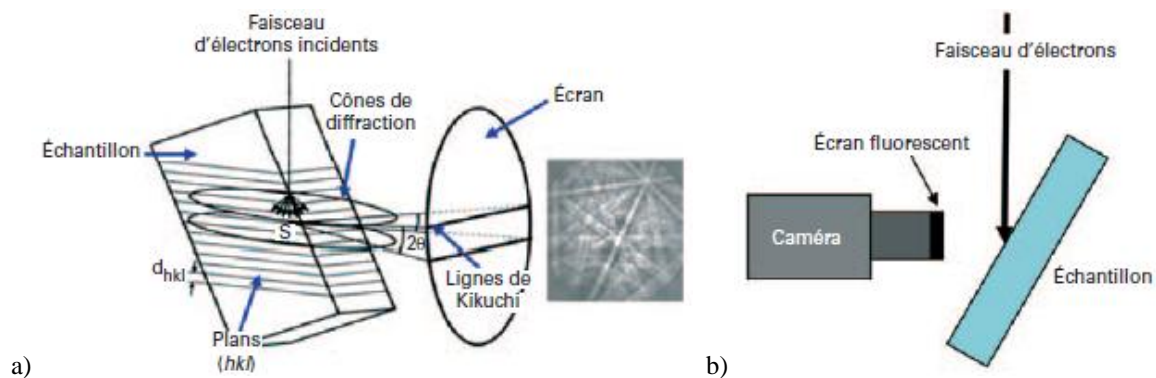 Faisceau
d'électrons incidents
Cônes de
diffraction
Écran
Échantillon
S
2θ
d_hkl
Lignes de
Kikuchi
Plans
(hkl)
a)
Faisceau d'électrons
Écran fluorescent
Caméra
Échantillon
b)